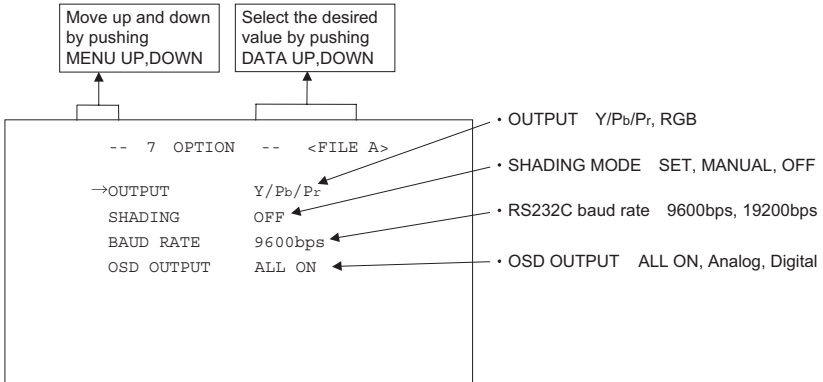 Move up and down
by pushing
MENU UP,DOWN
Select the desired
value by pushing
DATA UP,DOWN
-- 7 OPTION -- <FILE A>
→OUTPUT Y/Pb/Pr
SHADING OFF
BAUD RATE 9600bps
OSD OUTPUT ALL ON
・OUTPUT Y/Pb/Pr, RGB
・SHADING MODE SET, MANUAL, OFF
・RS232C baud rate 9600bps, 19200bps
・OSD OUTPUT ALL ON, Analog, Digital